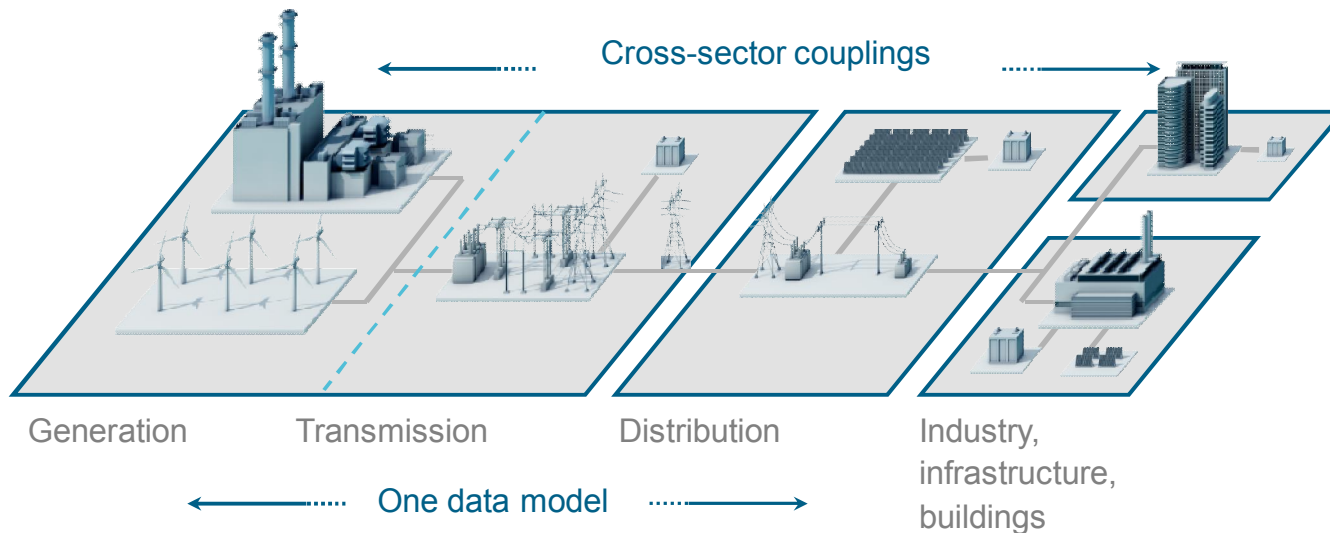 Cross-sector couplings
Generation
Transmission
Distribution
Industry,
infrastructure,
buildings
One data model